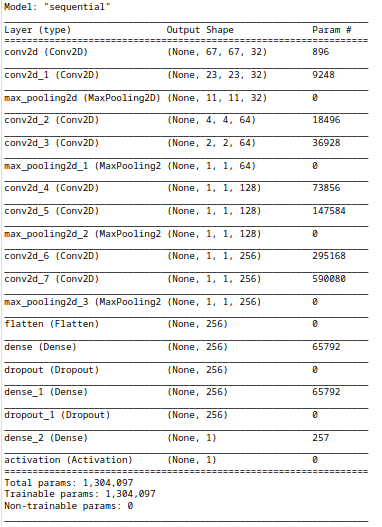 Model: "sequential"
Layer (type) Output Shape Param #
conv2d (Conv2D) (None, 67, 67, 32) 896
conv2d_1 (Conv2D) (None, 23, 23, 32) 9248
max_pooling2d (MaxPooling2D) (None, 11, 11, 32) 0
conv2d_2 (Conv2D) (None, 4, 4, 64) 18496
conv2d_3 (Conv2D) (None, 2, 2, 64) 36928
max_pooling2d_1 (MaxPooling2 (None, 1, 1, 64) 0
conv2d_4 (Conv2D) (None, 1, 1, 128) 73856
conv2d_5 (Conv2D) (None, 1, 1, 128) 147584
max_pooling2d_2 (MaxPooling2 (None, 1, 1, 128) 0
conv2d_6 (Conv2D) (None, 1, 1, 256) 295168
conv2d_7 (Conv2D) (None, 1, 1, 256) 590080
max_pooling2d_3 (MaxPooling2 (None, 1, 1, 256) 0
flatten (Flatten) (None, 256) 0
dense (Dense) (None, 256) 65792
dropout (Dropout) (None, 256) 0
dense_1 (Dense) (None, 256) 65792
dropout_1 (Dropout) (None, 256) 0
dense_2 (Dense) (None, 1) 257
activation (Activation) (None, 1) 0
Total params: 1,304,097
Trainable params: 1,304,097
Non-trainable params: 0